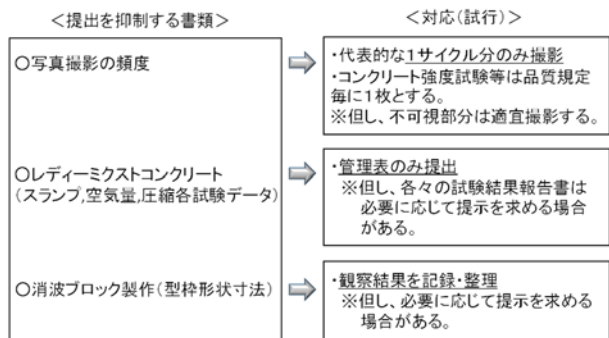 ＜提出を抑制する書類＞
＜対応(試行)＞
○写真撮影の頻度
・代表的な1サイクル分のみ撮影
・コンクリート強度試験等は品質規定
毎に1枚とする。
※但し、不可視部分は適宜撮影する。
○レディーミクストコンクリート
(スランプ,空気量,圧縮各試験データ)
・管理表のみ提出
※但し、各々の試験結果報告書は
必要に応じて提示を求める場合
がある。
○消波ブロック製作(型枠形状寸法)
・観察結果を記録・整理
※但し、必要に応じて提示を求める
場合がある。